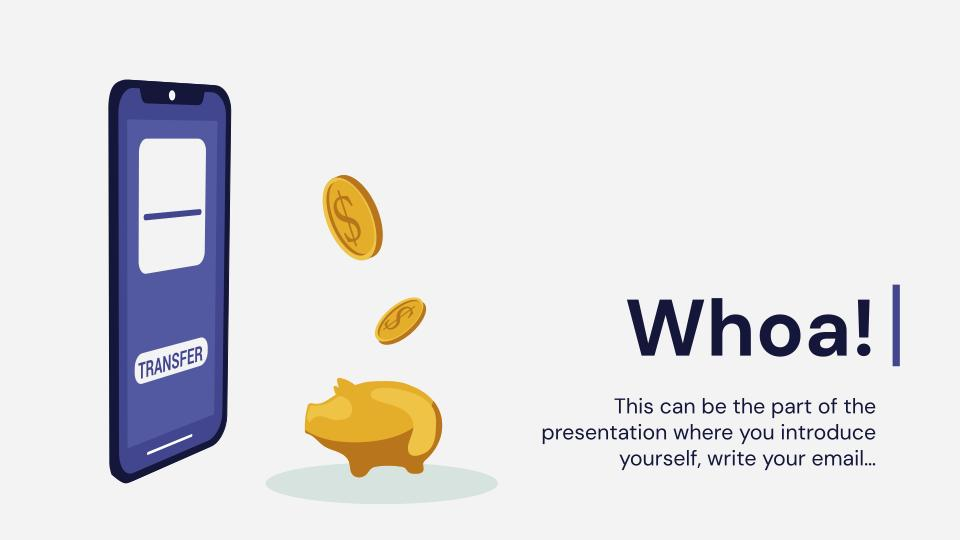 TRANSFER
$
$
Whoa!
This can be the part of the
presentation where you introduce
yourself, write your email...